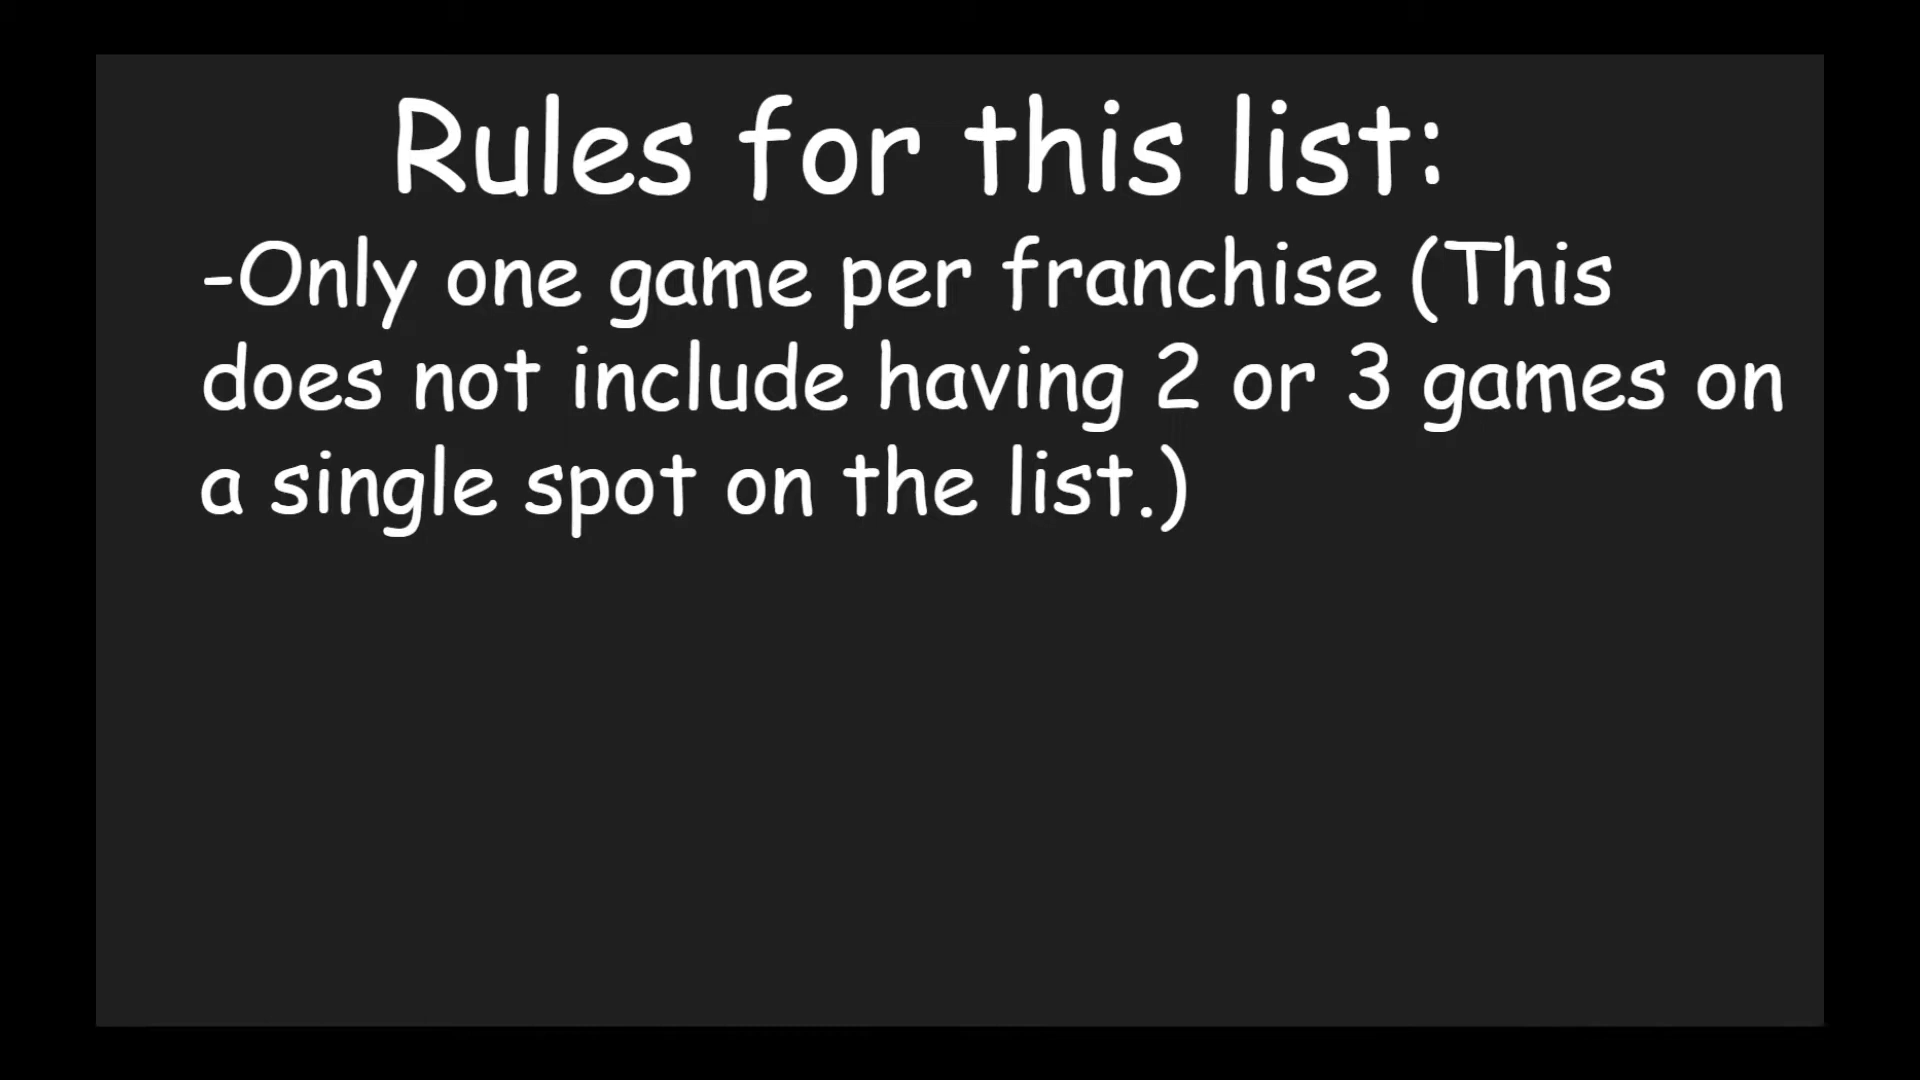 Rules for this list:
-Only one game per franchise (This
does not include having 2 or 3 games on
a single spot on the list.)